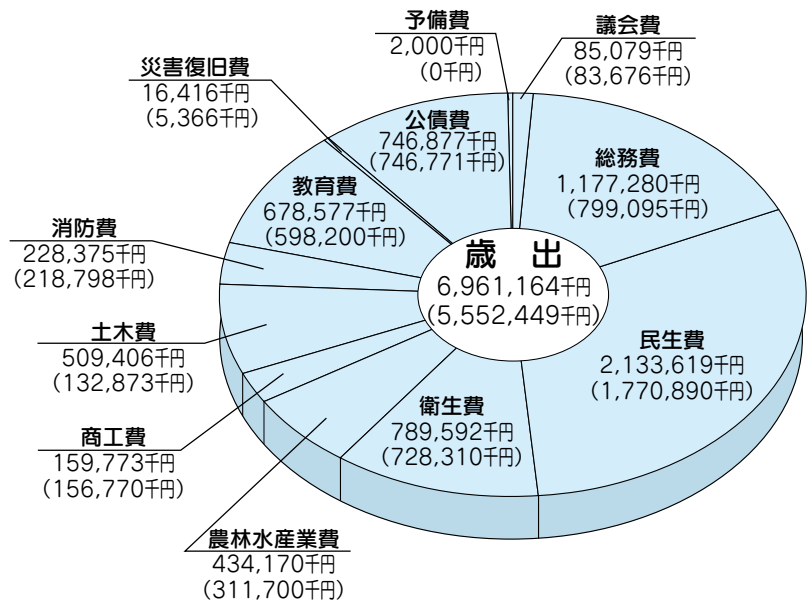 予備費
2,000千円
(0千円)
議会費
85,079千円
(83,676千円)
総務費
1,177,280千円
(799,095千円)
民生費
2,133,619千円
(1,770,890千円)
衛生費
789,592千円
(728,310千円)
農林水産業費
434,170千円
(311,700千円)
商工費
159,773千円
(156,770千円)
土木費
509,406千円
(132,873千円)
消防費
228,375千円
(218,798千円)
教育費
678,577千円
(598,200千円)
災害復旧費
16,416千円
(5,366千円)
公債費
746,877千円
(746,771千円)
歳 出
6,961,164千円
(5,552,449千円)